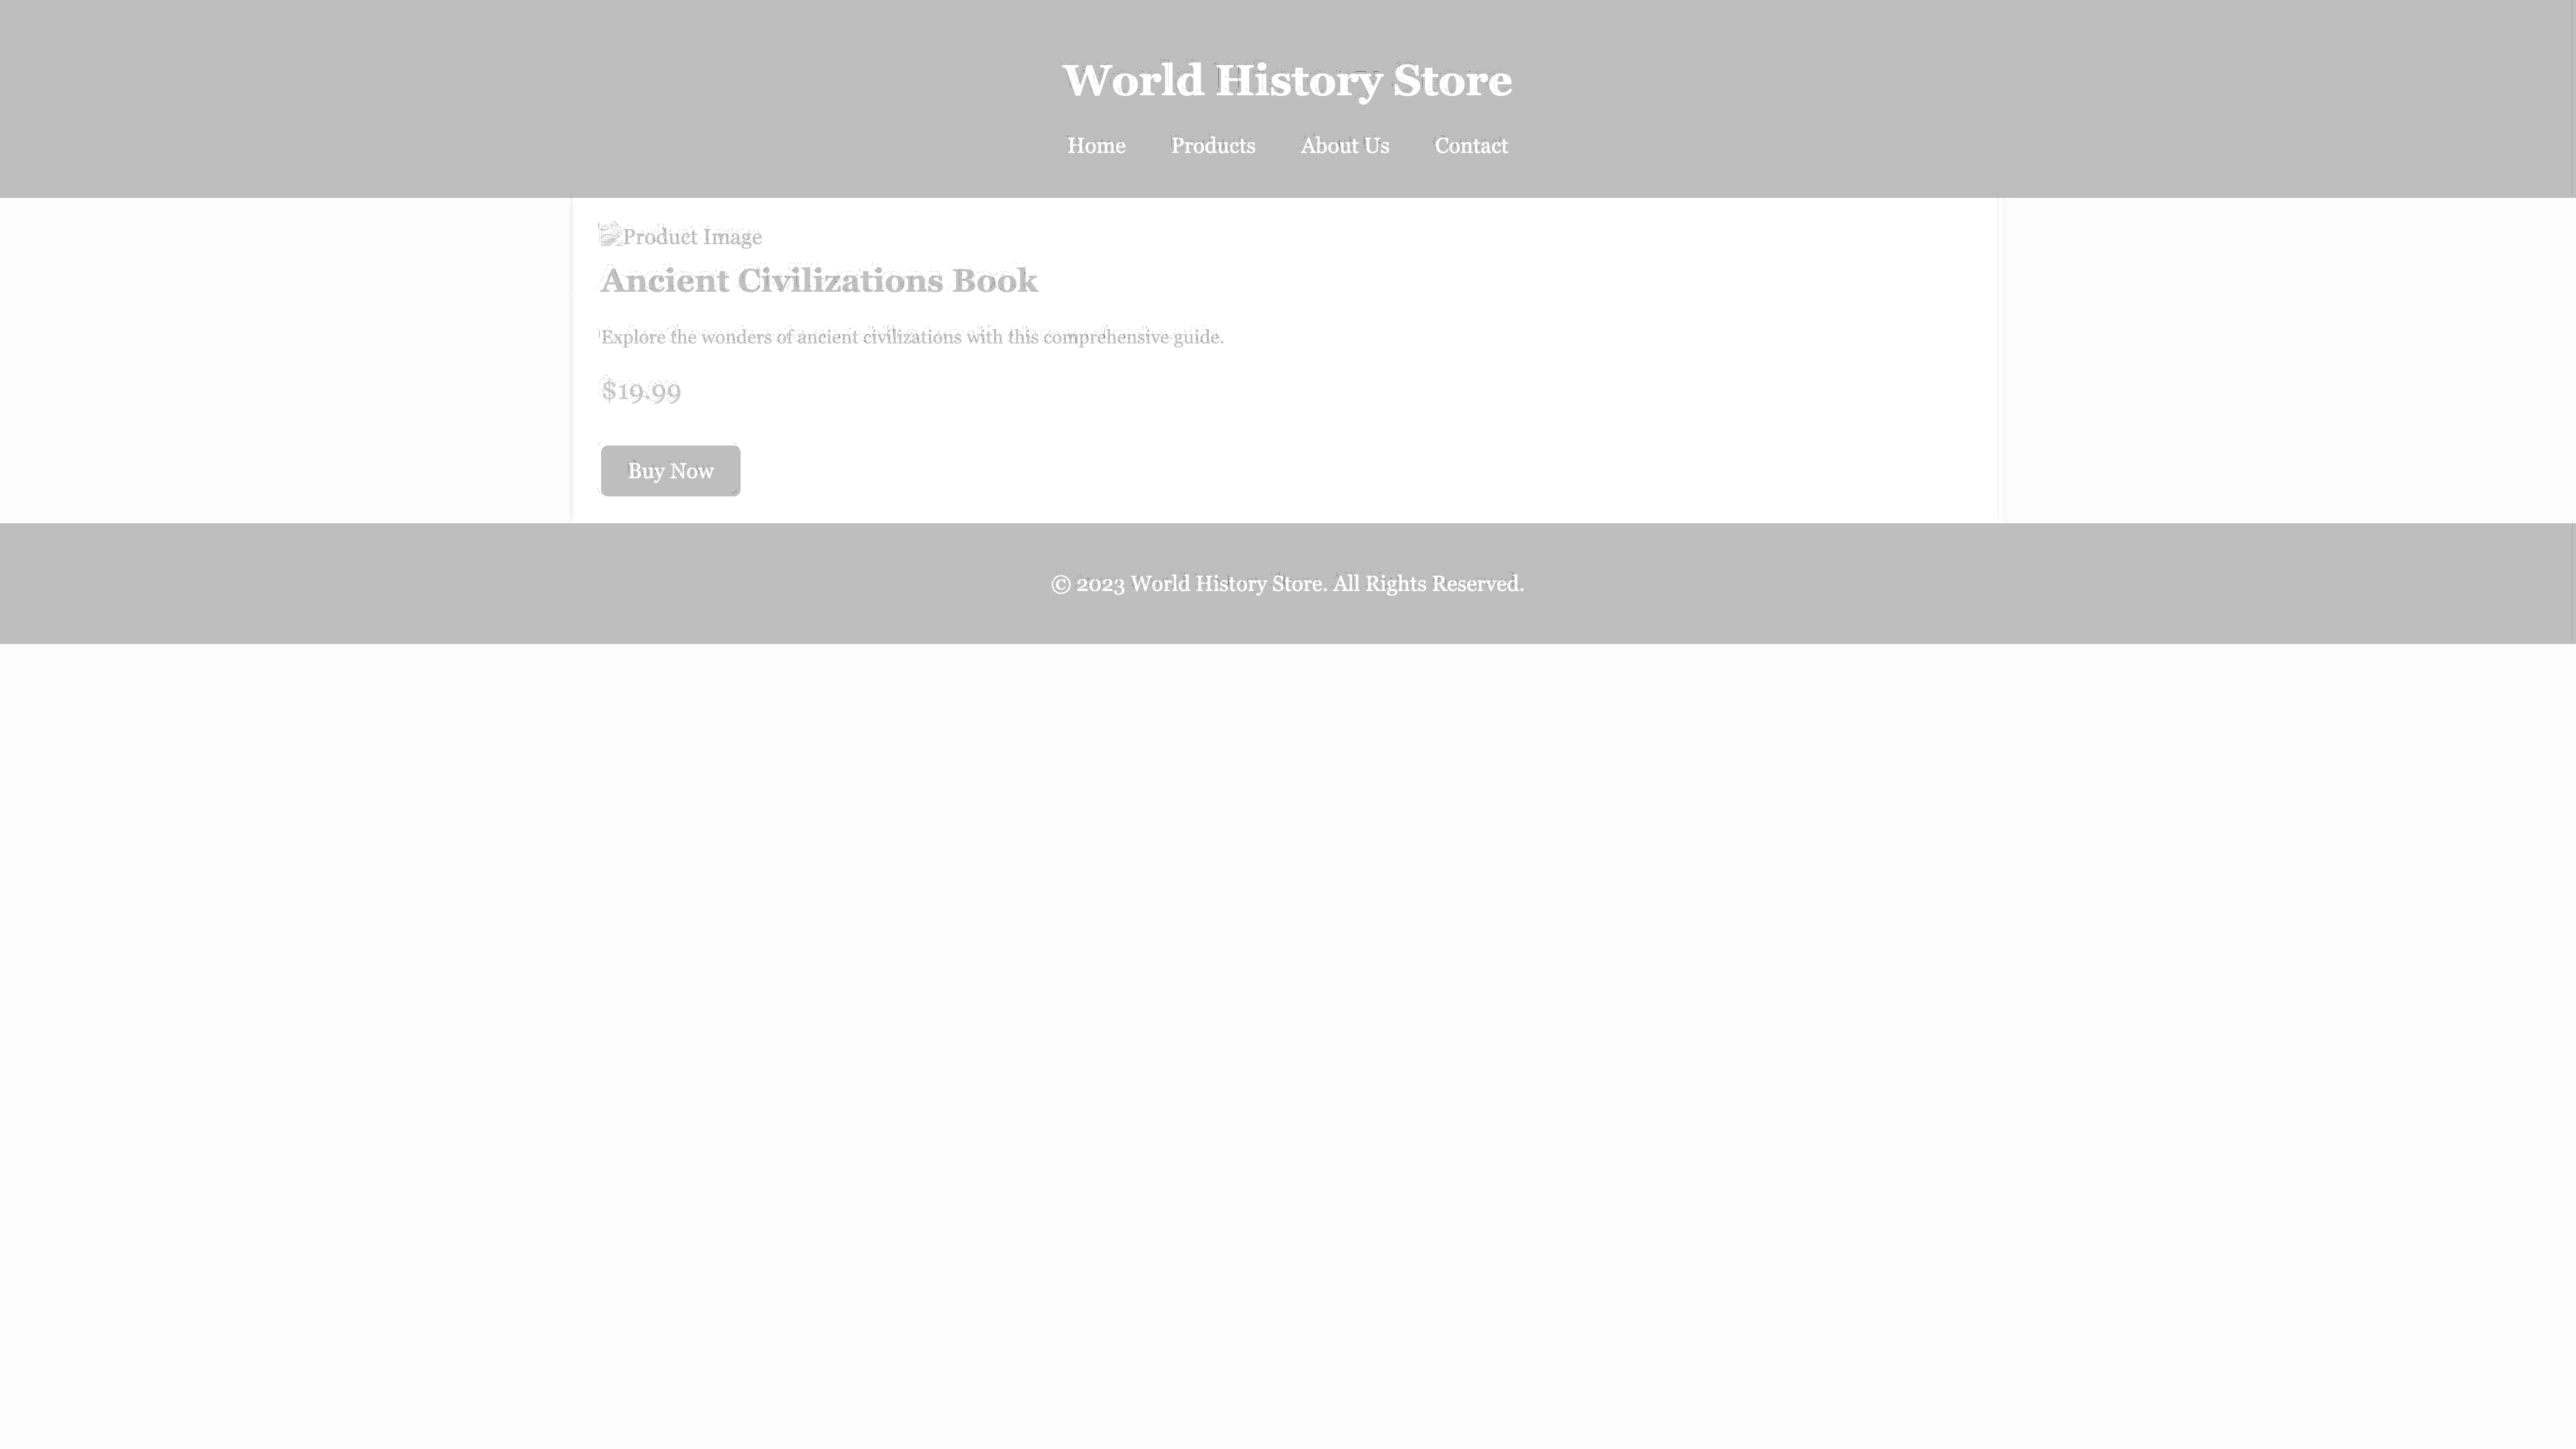 World History Store
Home Products About Us Contact
Product Image
Ancient Civilizations Book
Explore the wonders of ancient civilizations with this comprehensive guide.
$19.99
Buy Now
© 2023 World History Store. All Rights Reserved.